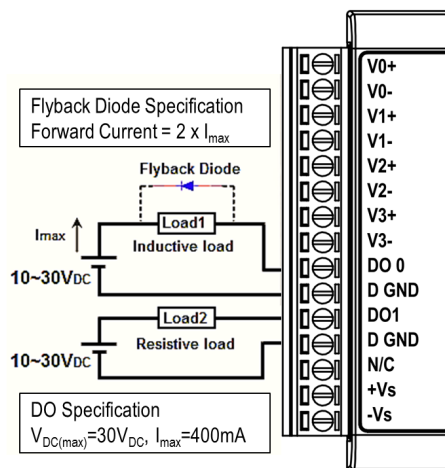 Flyback Diode Specification
Forward Current = 2 x Imax
Flyback Diode
Load1
Imax
Inductive load
10~30VDC
Load2
10~30VDC
Resistive load
DO Specification
VDC(max)=30VDC, Imax=400mA
V0+
V0-
V1+
V1-
V2+
V2-
V3+
V3-
DO 0
D GND
DO1
D GND
N/C
+Vs
-Vs